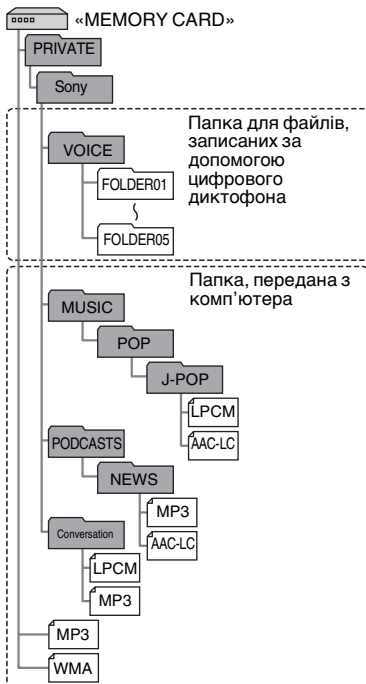 «MEMORY CARD»
PRIVATE
Sony
Папка для файлів,
записаних за
допомогою
цифрового
диктофона
VOICE
FOLDER01
FOLDER05
Папка, передана з
комп’ютера
MUSIC
POP
J-POP
LPCM
AAC-LC
PODCASTS
NEWS
MP3
AAC-LC
Conversation
LPCM
MP3
MP3
WMA